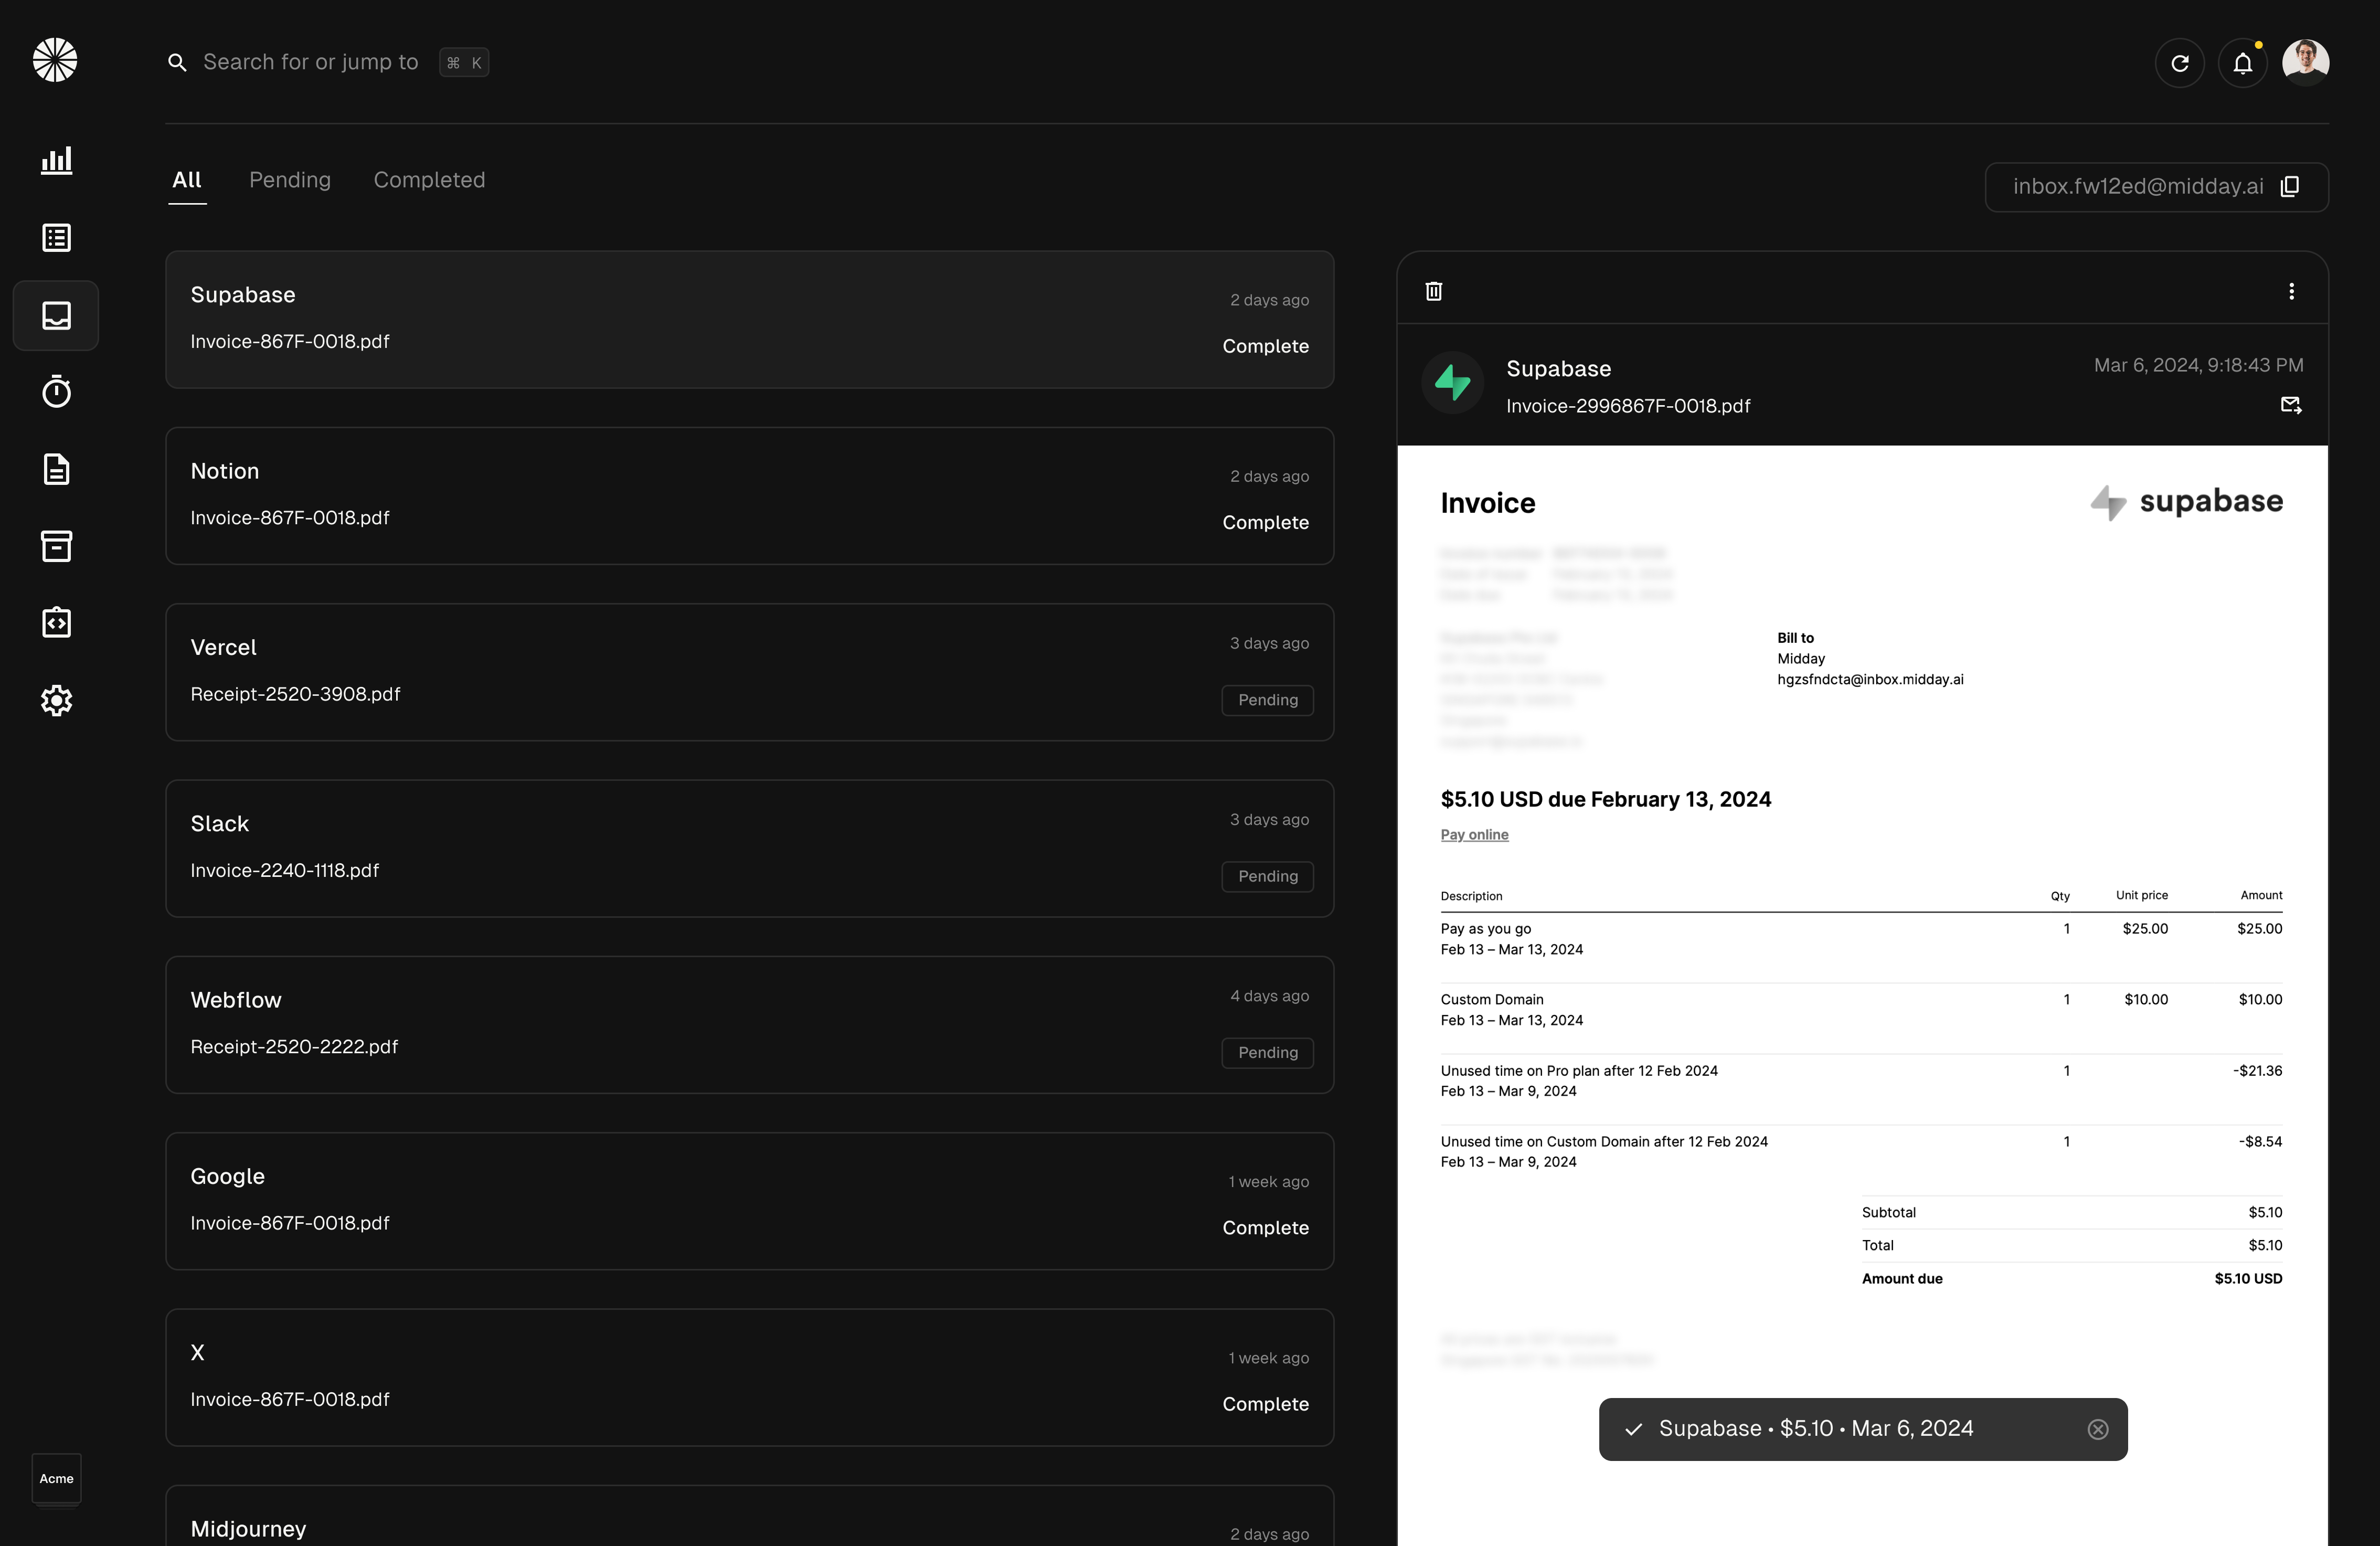 Search for or jump to ⌘ K
All Pending Completed
inbox.fw12ed@midday.ai
Supabase
2 days ago
Invoice-867F-0018.pdf
Complete
Notion
2 days ago
Invoice-867F-0018.pdf
Complete
Vercel
3 days ago
Receipt-2520-3908.pdf
Pending
Slack
3 days ago
Invoice-2240-1118.pdf
Pending
Webflow
4 days ago
Receipt-2520-2222.pdf
Pending
Google
1 week ago
Invoice-867F-0018.pdf
Complete
X
1 week ago
Invoice-867F-0018.pdf
Complete
Midjourney
2 days ago
Acme
Supabase
Mar 6, 2024, 9:18:43 PM
Invoice-2996867F-0018.pdf
Invoice
supabase
Bill to
Midday
hgzsfndcta@inbox.midday.ai
$5.10 USD due February 13, 2024
Pay online
Description Qty Unit price Amount
Pay as you go 1 $25.00 $25.00
Feb 13 – Mar 13, 2024
Custom Domain 1 $10.00 $10.00
Feb 13 – Mar 13, 2024
Unused time on Pro plan after 12 Feb 2024 1 -$21.36
Feb 13 – Mar 9, 2024
Unused time on Custom Domain after 12 Feb 2024 1 -$8.54
Feb 13 – Mar 9, 2024
Subtotal $5.10
Total $5.10
Amount due $5.10 USD
Supabase • $5.10 • Mar 6, 2024